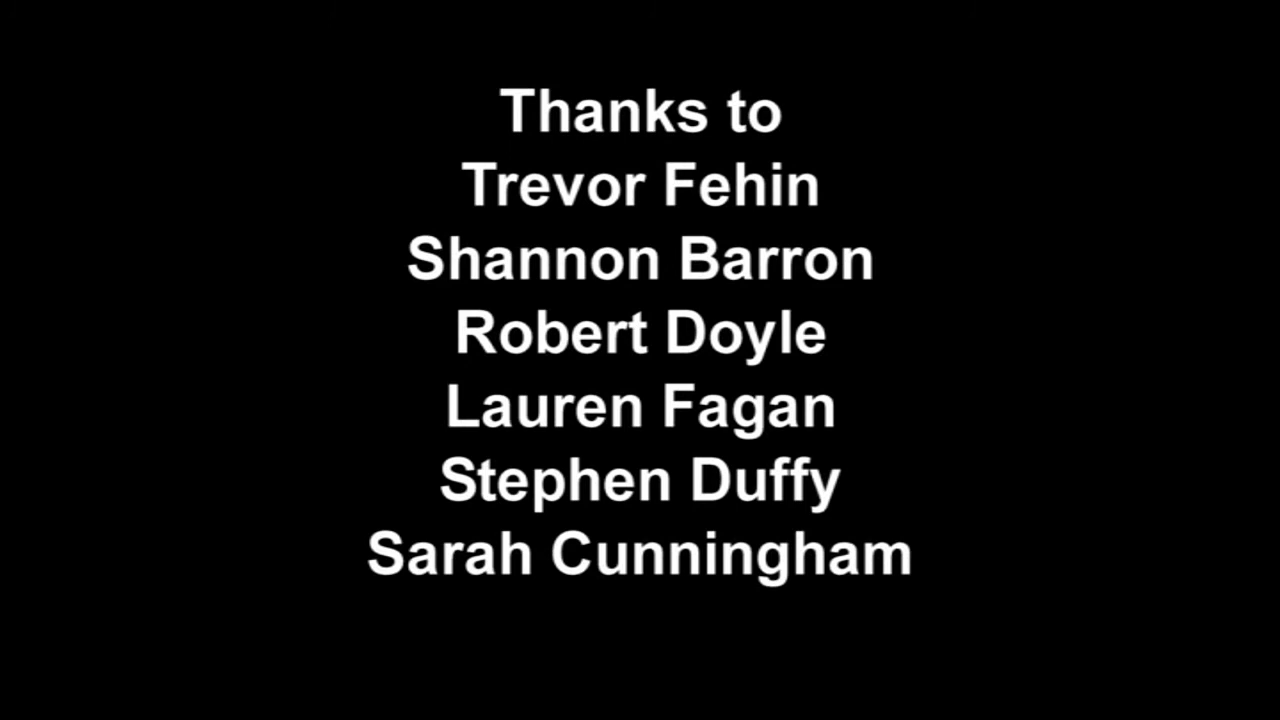 Thanks to
Trevor Fehin
Shannon Barron
Robert Doyle
Lauren Fagan
Stephen Duffy
Sarah Cunningham